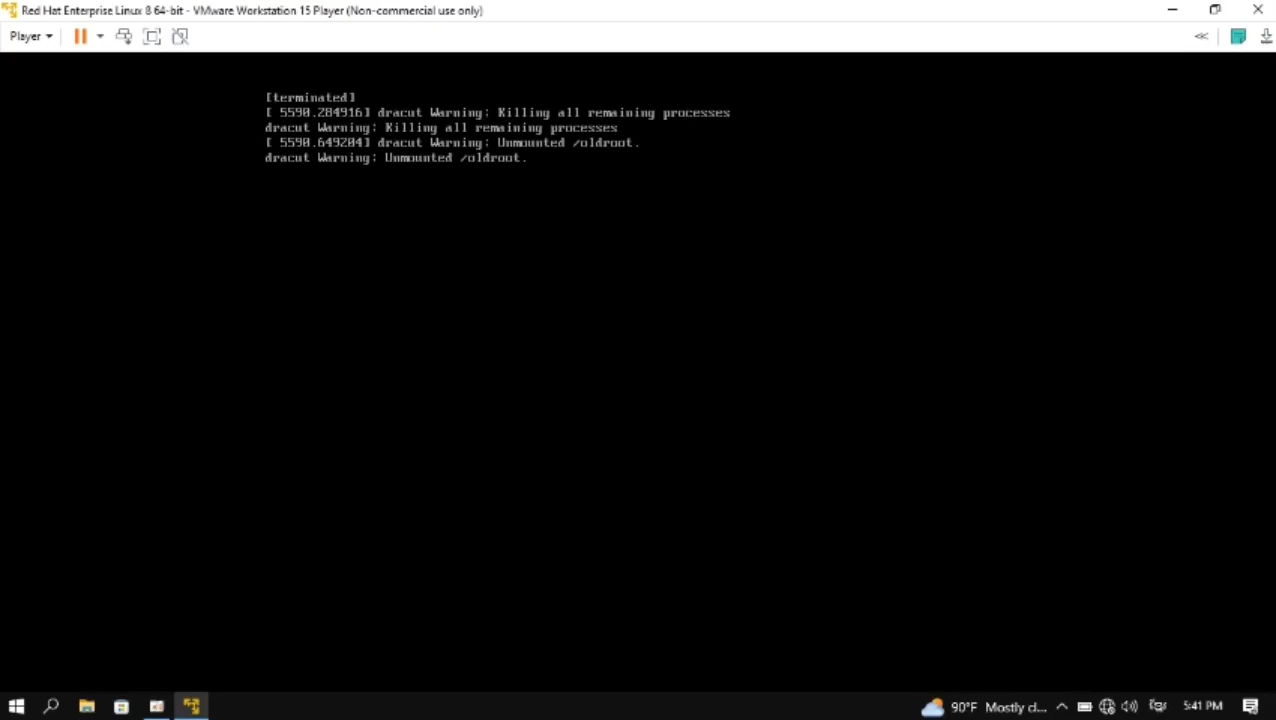 Red Hat Enterprise Linux 8 64-bit - VMware Workstation 15 Player (Non-commercial use only)
Player
[terminated]
[ 5590.284916] dracut Warning: Killing all remaining processes
dracut Warning: Killing all remaining processes
[ 5590.649204] dracut Warning: Unmounted /oldroot.
dracut Warning: Unmounted /oldroot.
90°F Mostly cl... 5:41 PM